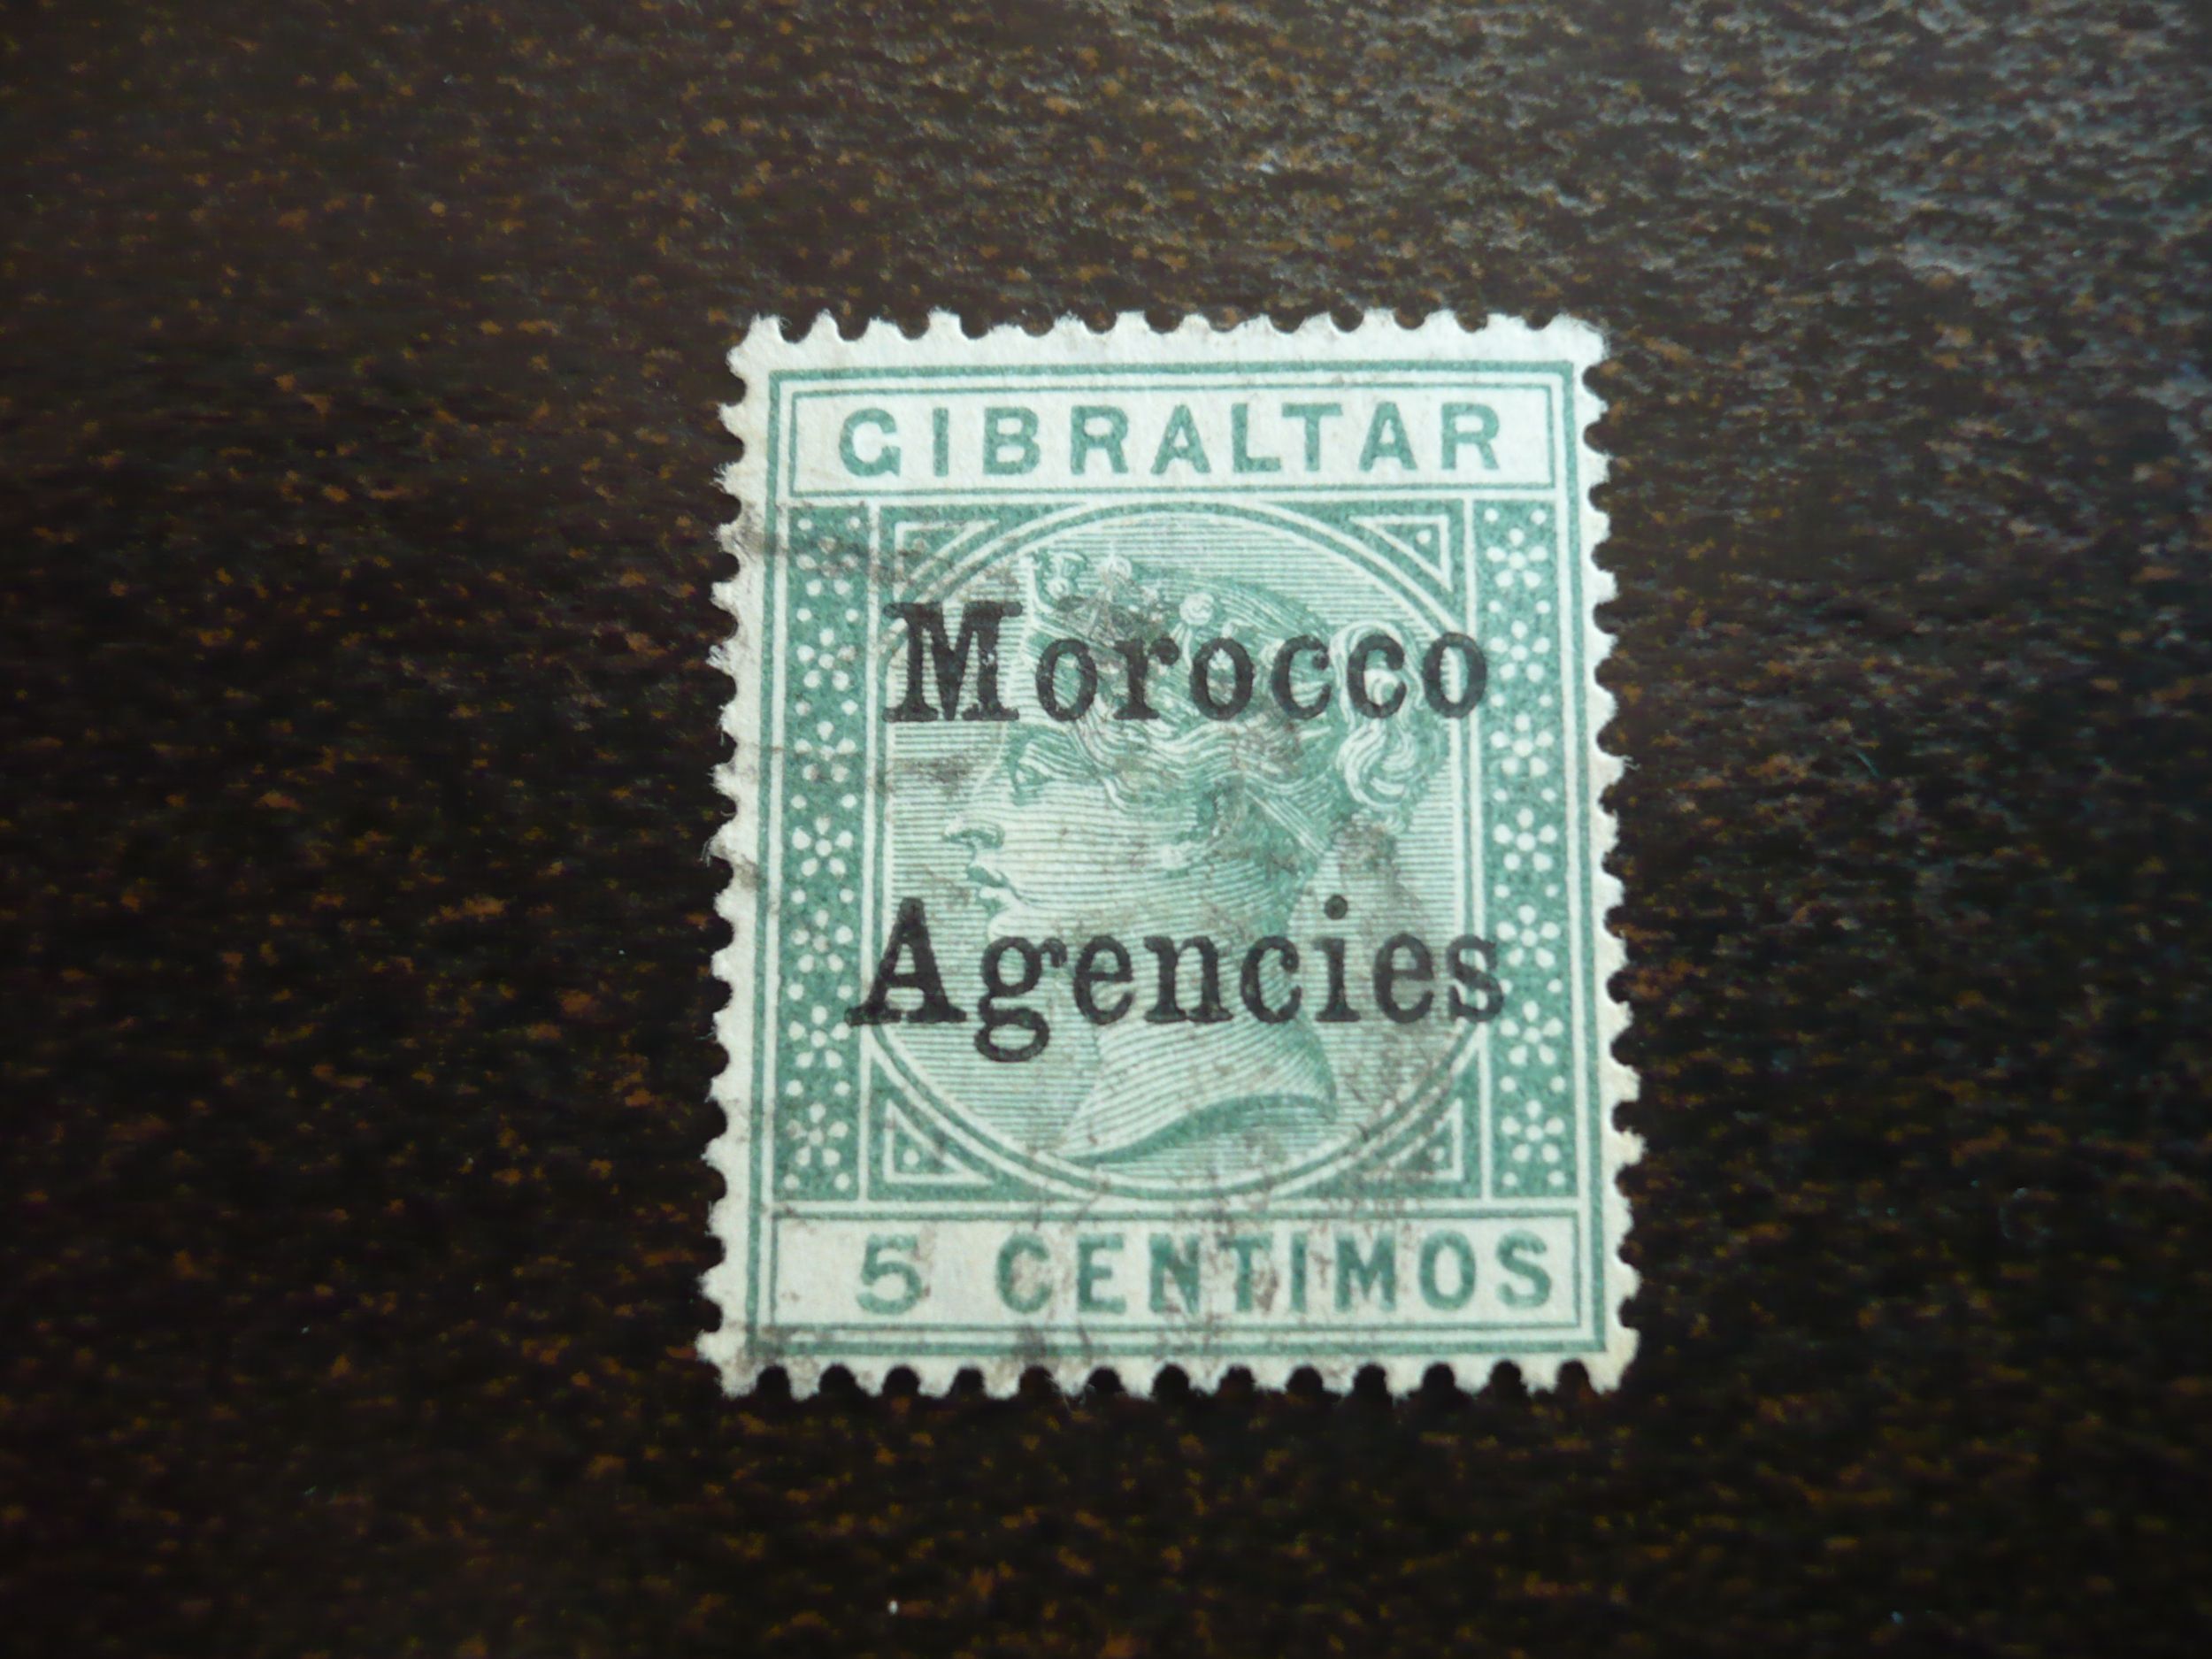 GIBRALTAR
Morocco
Agencies
5 CENTIMOS